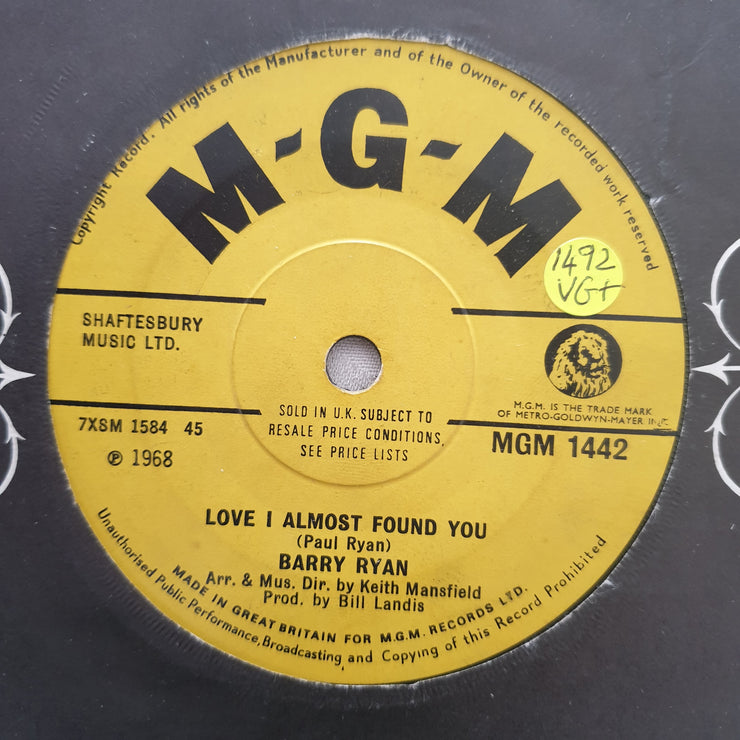 Copyright Record. All rights of the Manufacturer and of the Owner of the recorded work reserved
M-G-M
1492
VG+
SHAFTESBURY
MUSIC LTD.
M.G.M. IS THE TRADE MARK
OF METRO-GOLDWYN-MAYER INC
7XSM 1584 45
℗ 1968
SOLD IN U.K. SUBJECT TO
RESALE PRICE CONDITIONS,
SEE PRICE LISTS
MGM 1442
LOVE I ALMOST FOUND YOU
(Paul Ryan)
BARRY RYAN
Arr. & Mus. Dir. by Keith Mansfield
Prod. by Bill Landis
MADE IN GREAT BRITAIN FOR M.G.M. RECORDS LTD.
Unauthorised Public Performance, Broadcasting and Copying of this Record Prohibited